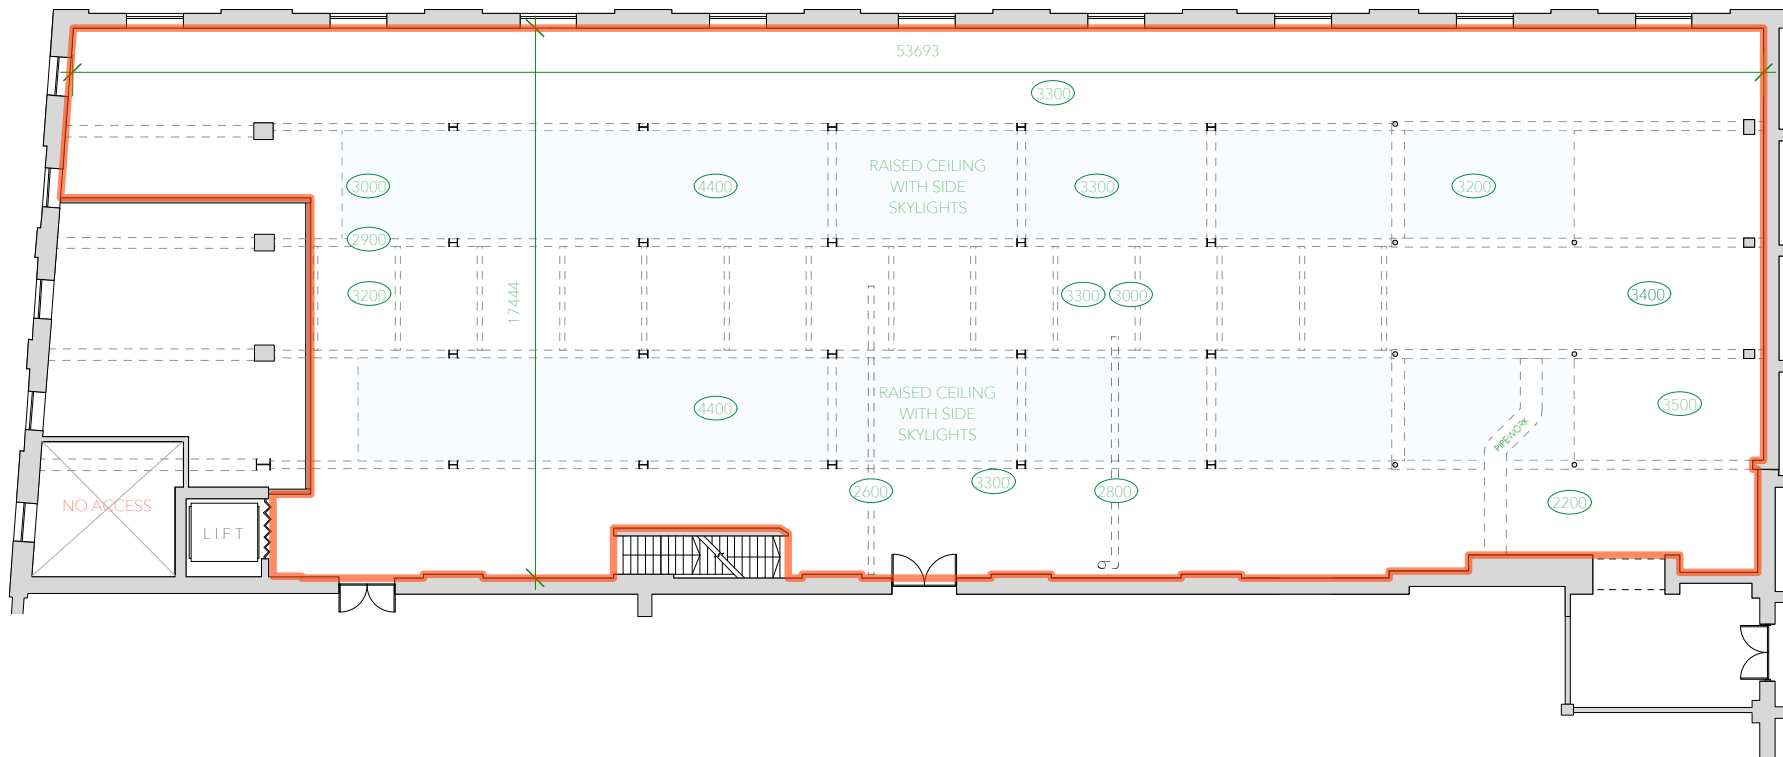 53693
3300
RAISED CEILING
WITH SIDE
SKYLIGHTS
3000
4400
3300
3200
2900
3200
17444
3300
3000
3400
RAISED CEILING
WITH SIDE
SKYLIGHTS
4400
3500
PIPEWORK
3300
2600
2800
2200
NO ACCESS
LIFT